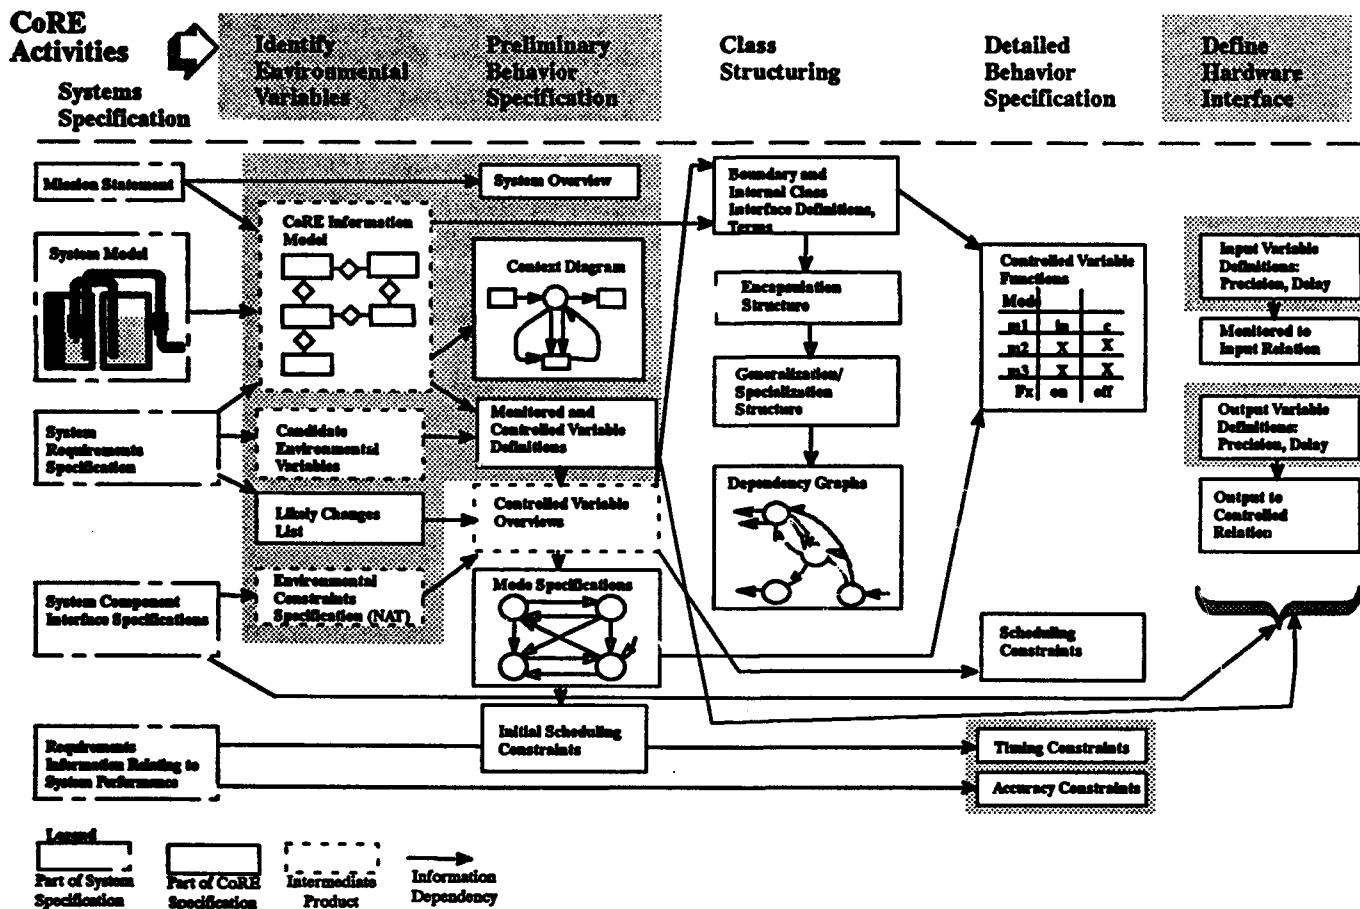 CoRE
Activities
Systems
Specification
Identify
Environmental
Variables
Preliminary
Behavior
Specification
Class
Structuring
Detailed
Behavior
Specification
Define
Hardware
Interface
Mission Statement
System Model
System
Requirements
Specification
System Component
Interface Specifications
Requirements
Information Relating to
System Performance
CoRE Information
Model
Candidate
Environmental
Variables
Likely Changes
List
Environmental
Constraints
Specification (NAT)
System Overview
Context Diagram
Monitored and
Controlled Variable
Definitions
Controlled Variable
Overviews
Mode Specifications
Initial Scheduling
Constraints
Boundary and
Internal Class
Interface Definitions,
Terms
Encapsulation
Structure
Generalization/
Specialization
Structure
Dependency Graphs
Controlled Variable
Functions
Mode
m1 in c
m2 X X
m3 X X
Fx on off
Scheduling
Constraints
Timing Constraints
Accuracy Constraints
Input Variable
Definitions:
Precision, Delay
Monitored to
Input Relation
Output Variable
Definitions:
Precision, Delay
Output to
Controlled
Relation
Legend
Part of System
Specification
Part of CoRE
Specification
Intermediate
Product
Information
Dependency